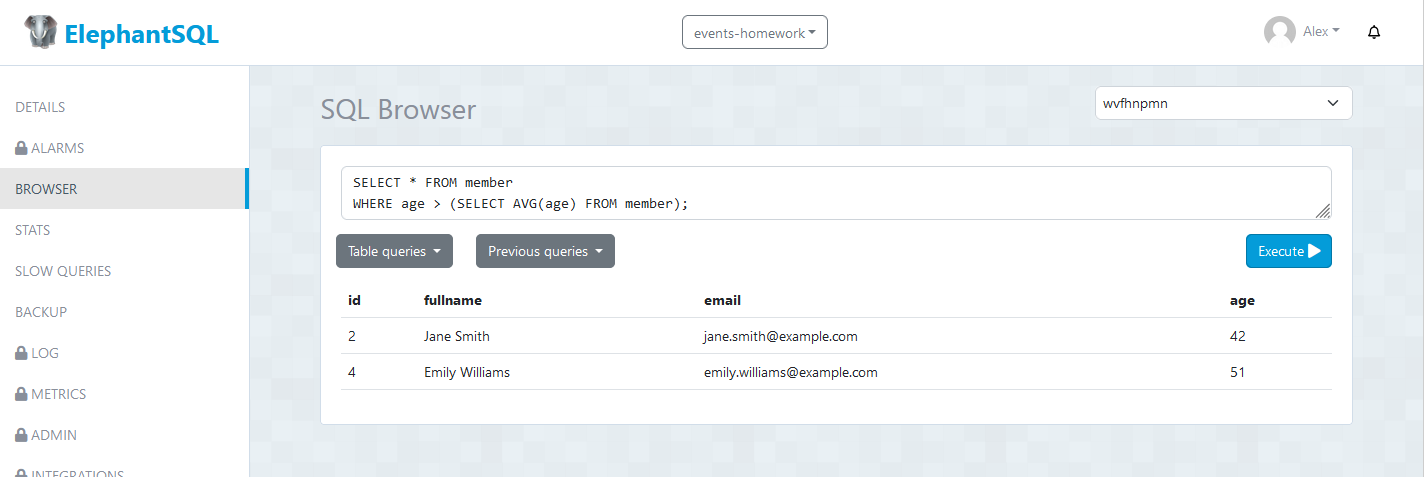 ElephantSQL
events-homework
Alex
DETAILS
ALARMS
BROWSER
STATS
SLOW QUERIES
BACKUP
LOG
METRICS
ADMIN
INTEGRATIONS
SQL Browser
wvfhnpmn
SELECT * FROM member
WHERE age > (SELECT AVG(age) FROM member);
Table queries
Previous queries
Execute
id fullname email age
2 Jane Smith jane.smith@example.com 42
4 Emily Williams emily.williams@example.com 51